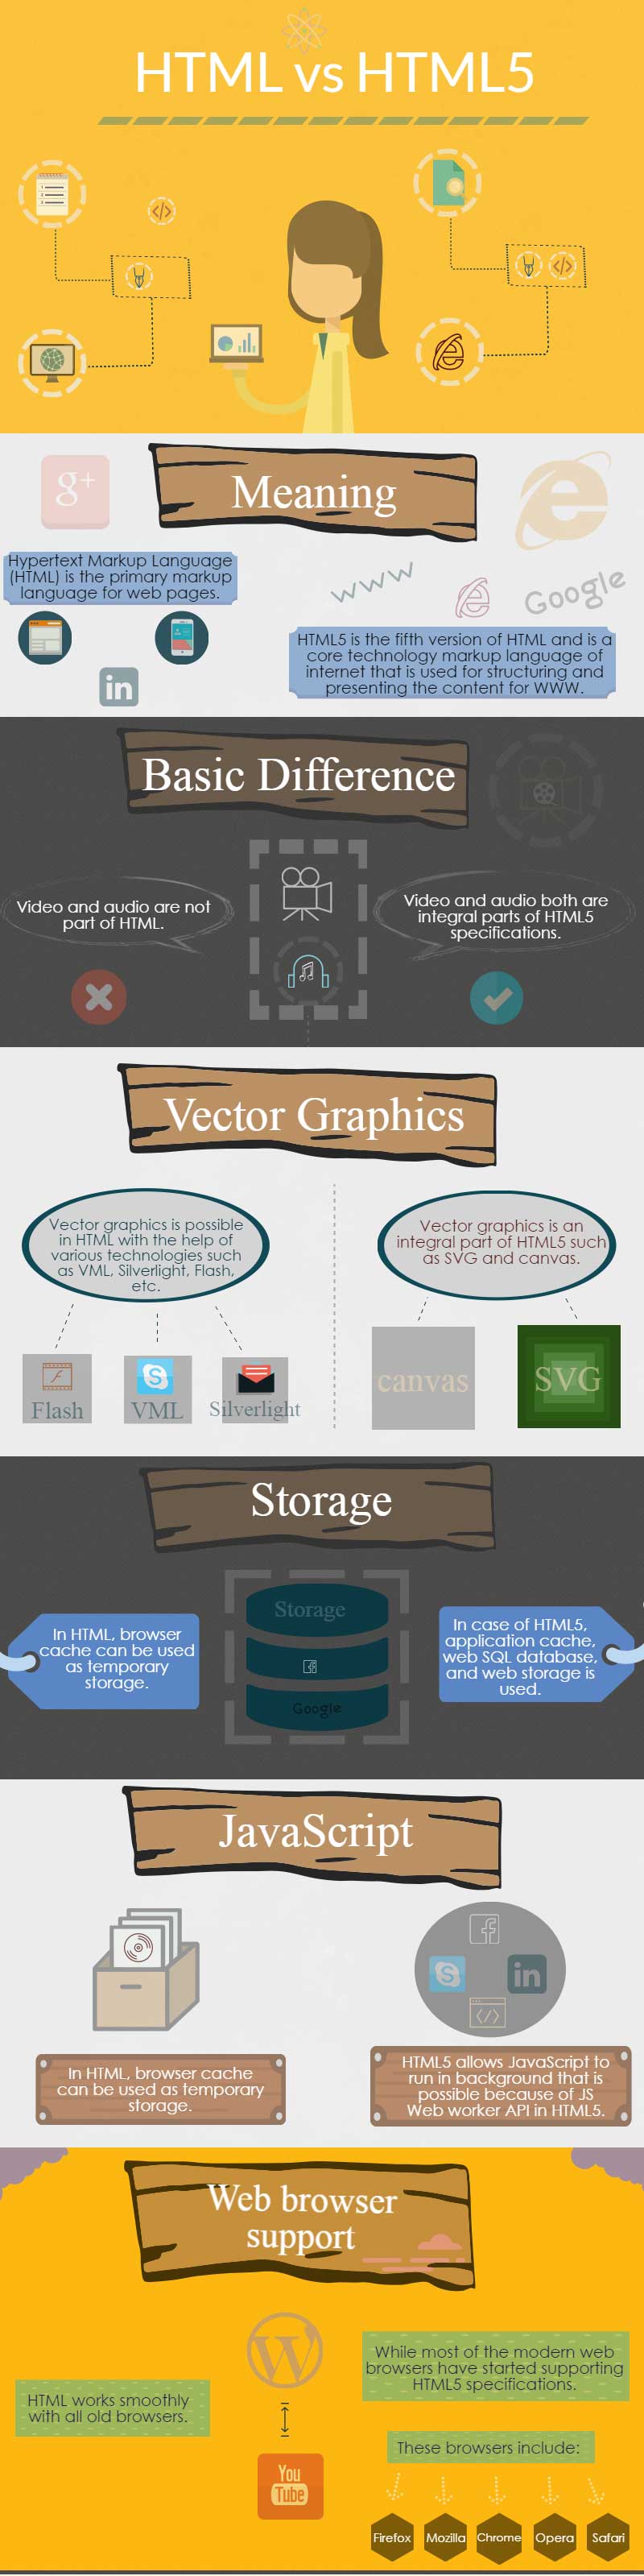 HTML vs HTML5
Meaning
g+
Hypertext Markup Language
(HTML) is the primary markup
language for web pages.
www
Google
in
HTML5 is the fifth version of HTML and is a
core technology markup language of
internet that is used for structuring and
presenting the content for WWW.
Basic Difference
Video and audio are not
part of HTML.
Video and audio both are
integral parts of HTML5
specifications.
Vector Graphics
Vector graphics is possible
in HTML with the help of
various technologies such
as VML, Silverlight, Flash,
etc.
Vector graphics is an
integral part of HTML5 such
as SVG and canvas.
Flash
VML
Silverlight
canvas
SVG
Storage
In HTML, browser
cache can be used
as temporary
storage.
Storage
Google
In case of HTML5,
application cache,
web SQL database,
and web storage is
used.
JavaScript
in
In HTML, browser cache
can be used as temporary
storage.
HTML5 allows JavaScript to
run in background that is
possible because of JS
Web worker API in HTML5.
Web browser
support
HTML works smoothly
with all old browsers.
You
Tube
While most of the modern web
browsers have started supporting
HTML5 specifications.
These browsers include:
Firefox
Mozilla
Chrome
Opera
Safari